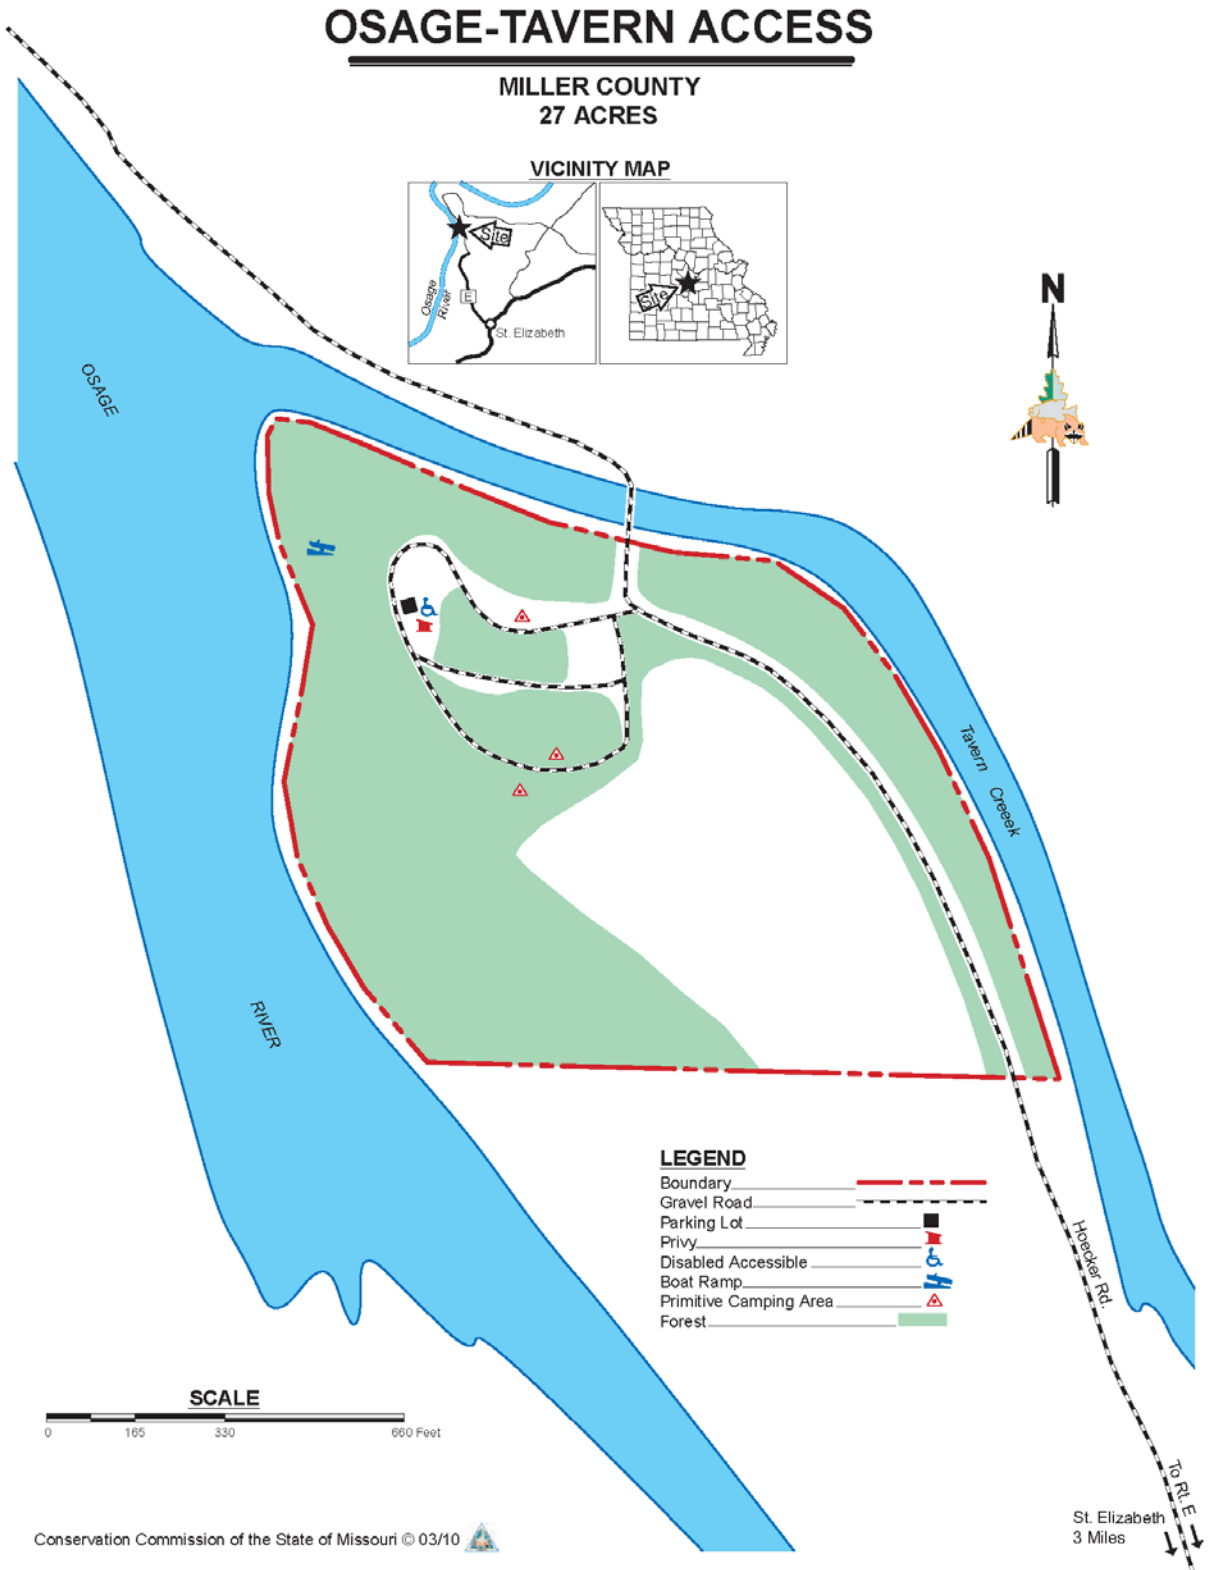 OSAGE-TAVERN ACCESS
MILLER COUNTY
27 ACRES
VICINITY MAP
Site
Osage
River
E
St. Elizabeth
Site
N
OSAGE
Tavern
Creeek
RIVER
LEGEND
Boundary
Gravel Road
Parking Lot
Privy
Disabled Accessible
Boat Ramp
Primitive Camping Area
Forest
Hoecker Rd.
SCALE
0 165 330 660 Feet
To Rt. E
St. Elizabeth
3 Miles
Conservation Commission of the State of Missouri © 03/10